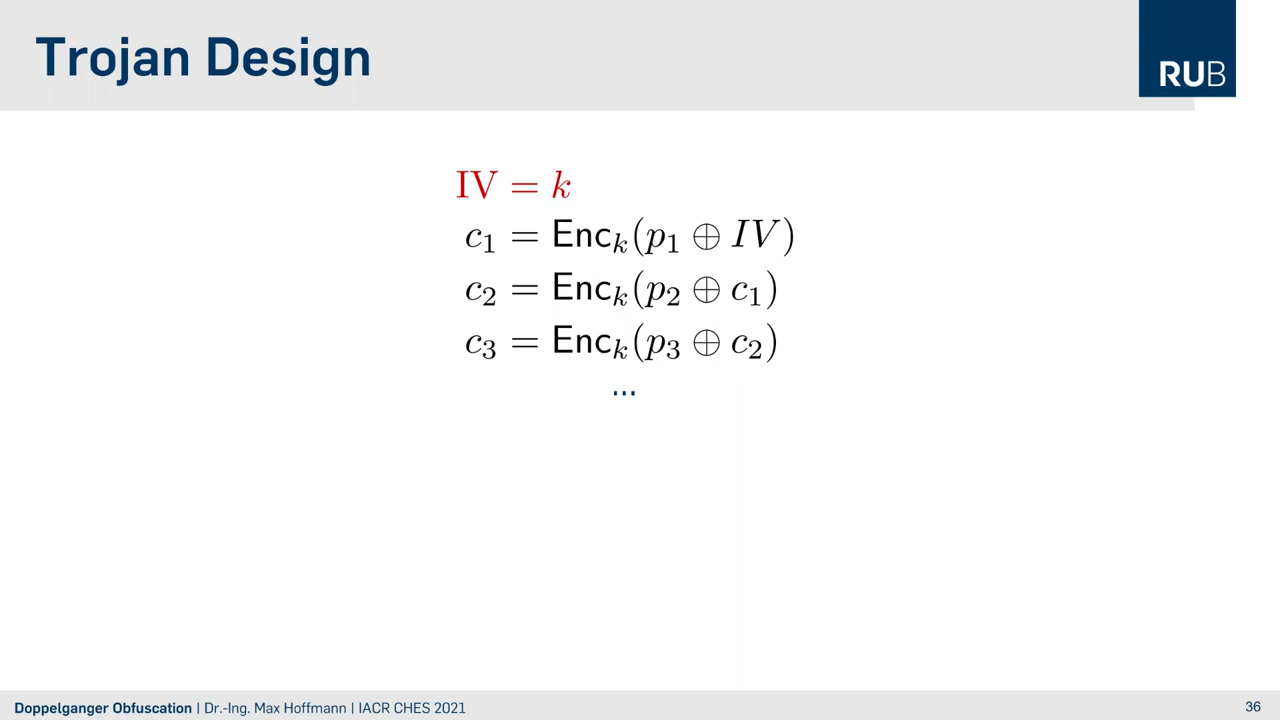 Trojan Design
RUB
IV = k
c₁ = Encₖ(p₁ ⊕ IV)
c₂ = Encₖ(p₂ ⊕ c₁)
c₃ = Encₖ(p₃ ⊕ c₂)
...
Doppelganger Obfuscation | Dr.-Ing. Max Hoffmann | IACR CHES 2021
36